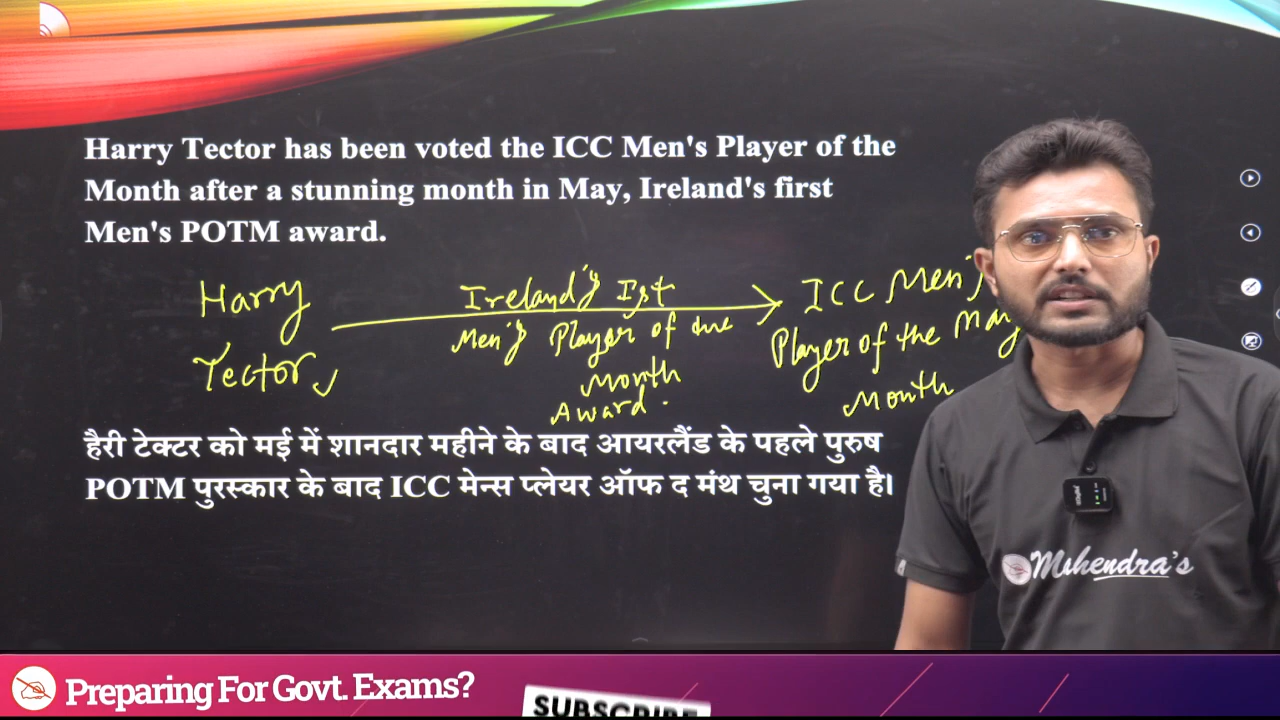 Harry Tector has been voted the ICC Men's Player of the
Month after a stunning month in May, Ireland's first
Men's POTM award.
Harry
Tector
Ireland's Ist
Men's Player of the
Month
Award.
ICC Men's
Player of the May
Month
हैरी टेक्टर को मई में शानदार महीने के बाद आयरलैंड के पहले पुरुष
POTM पुरस्कार के बाद ICC मेन्स प्लेयर ऑफ द मंथ चुना गया है।
Mahendra's
Preparing For Govt. Exams?
SUBSCRIBE